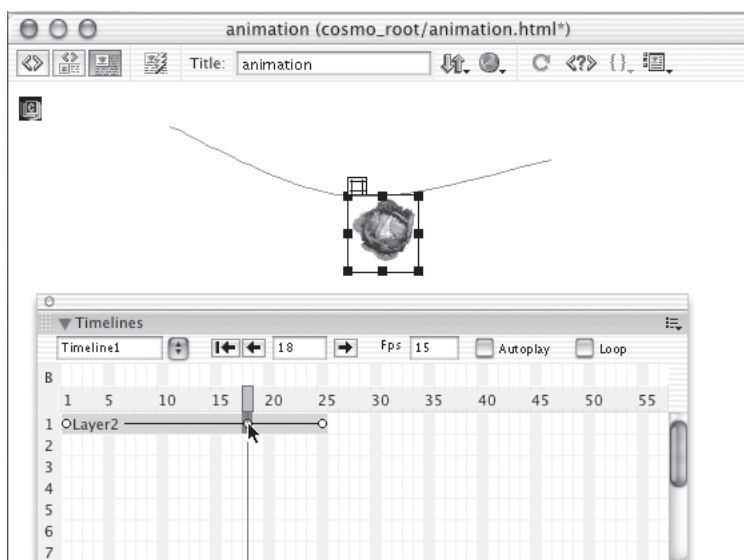 animation (cosmo_root/animation.html*)
Title: animation
Timelines
Timeline1 18 Fps 15 Autoplay Loop
B
1 5 10 15 20 25 30 35 40 45 50 55
1 Layer2
2
3
4
5
6
7